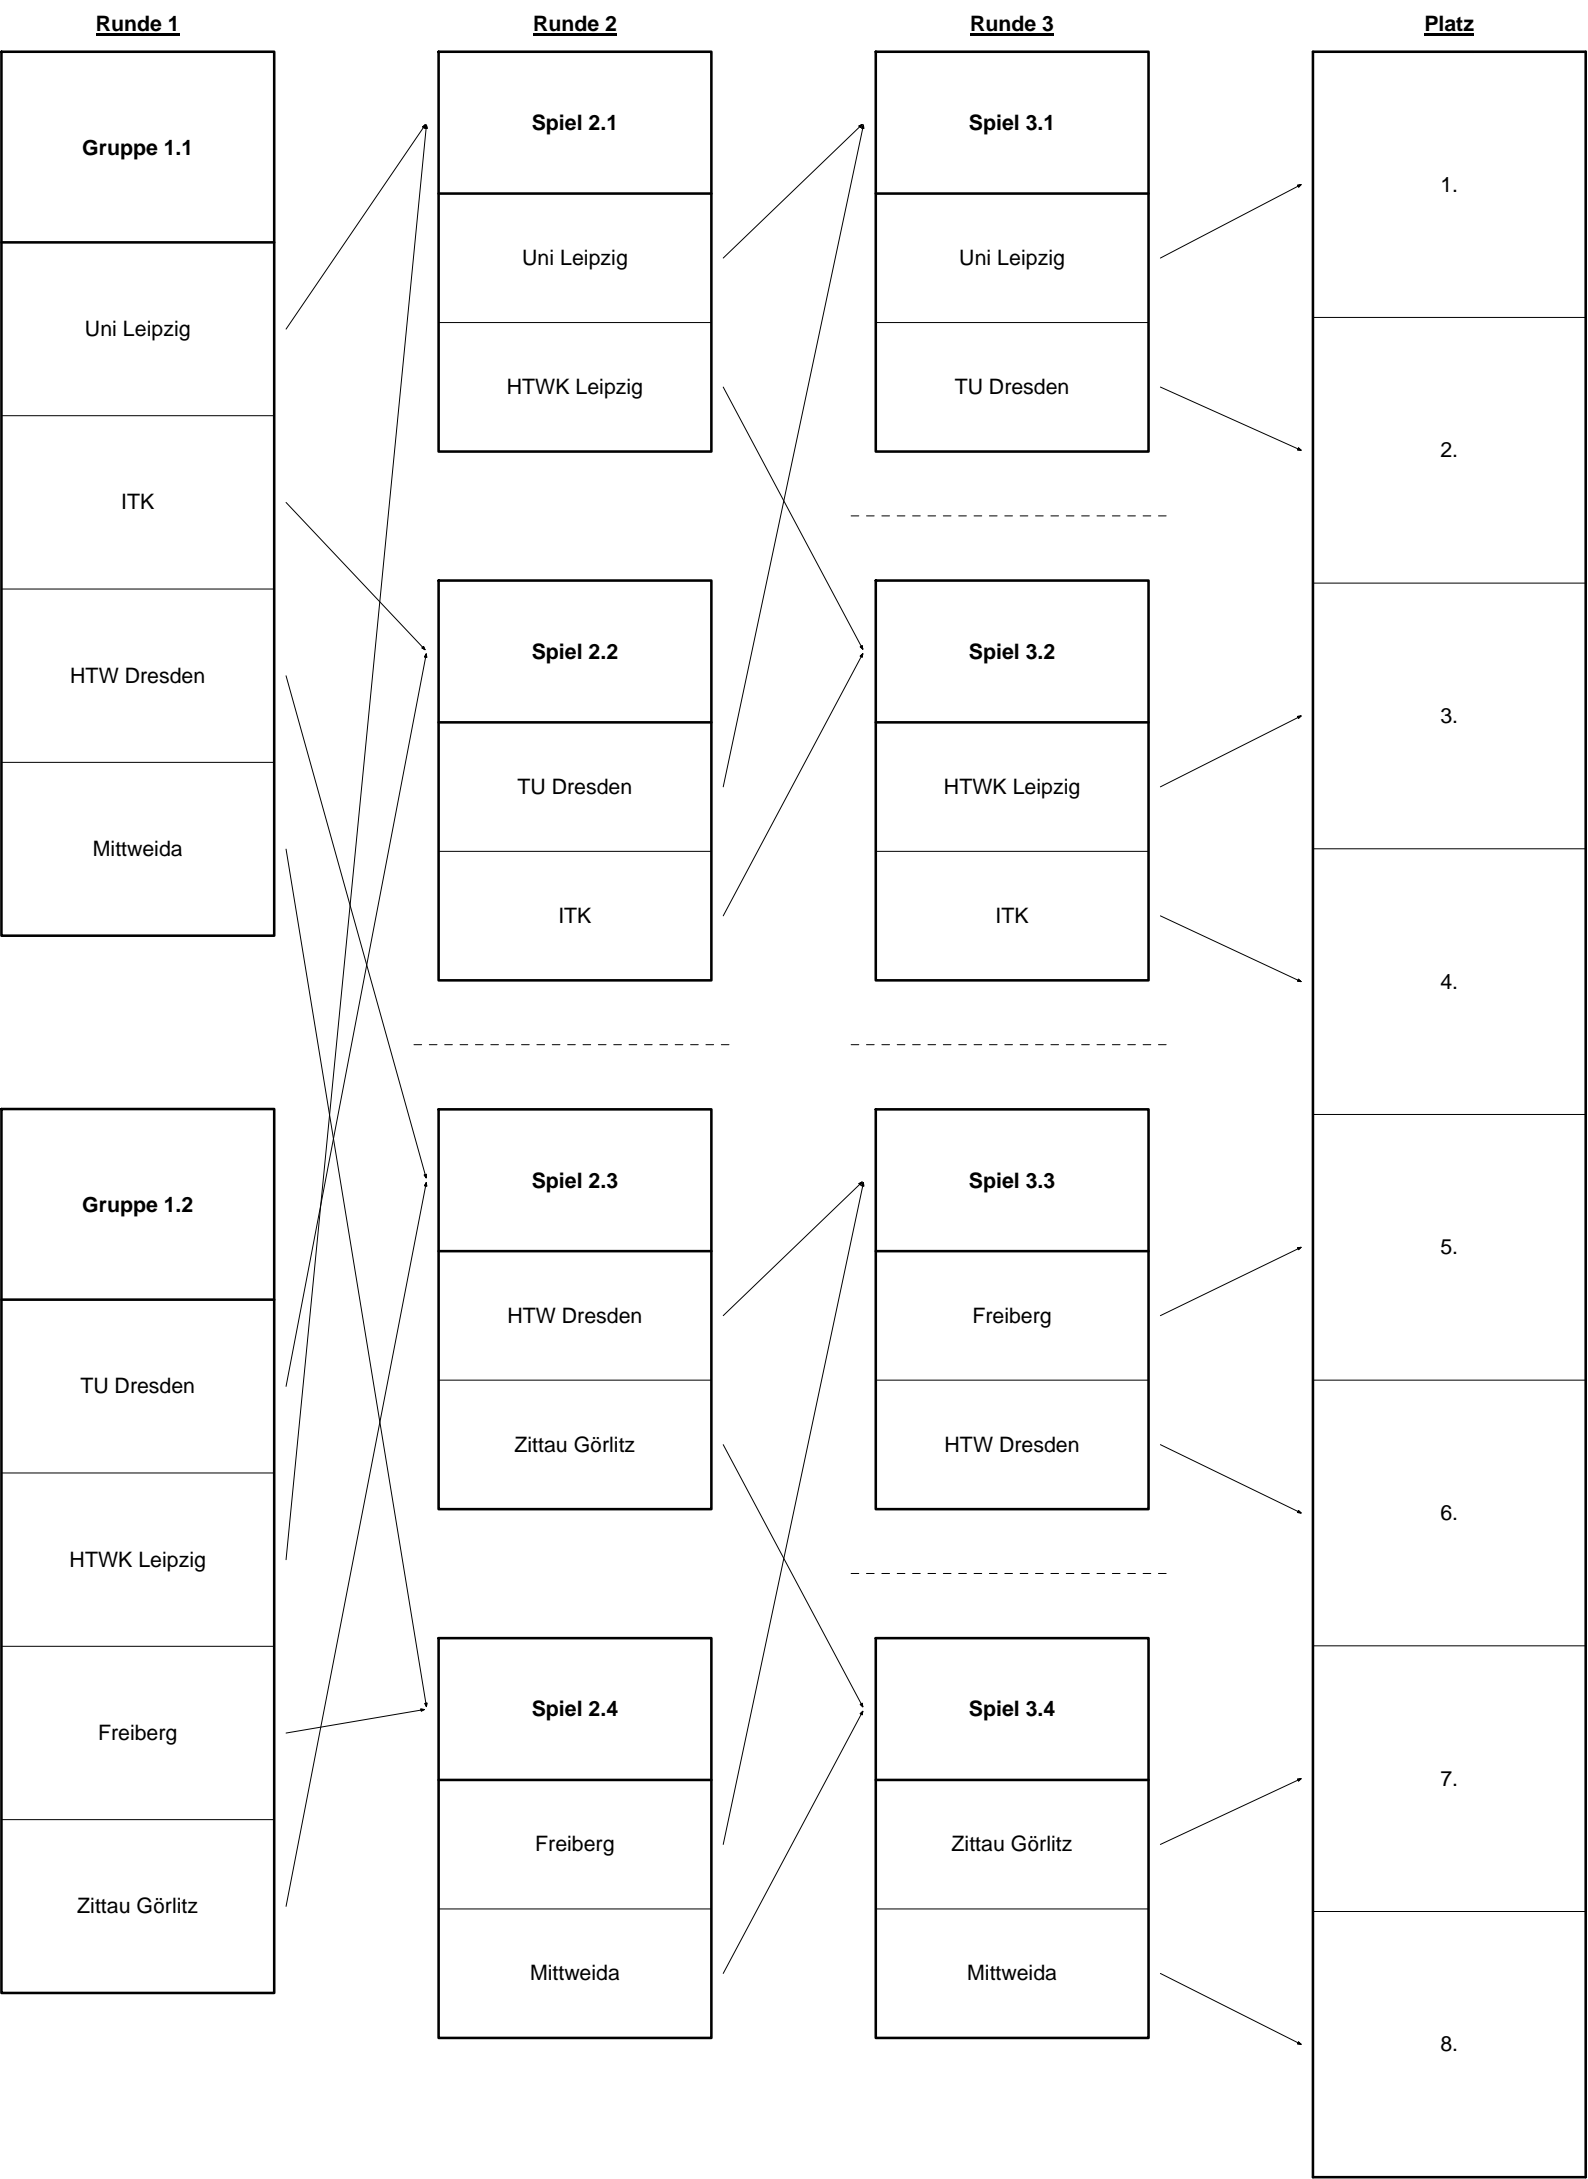 Runde 1
Runde 2
Runde 3
Platz
Gruppe 1.1
Uni Leipzig
ITK
HTW Dresden
Mittweida
Gruppe 1.2
TU Dresden
HTWK Leipzig
Freiberg
Zittau Görlitz
Spiel 2.1
Uni Leipzig
HTWK Leipzig
Spiel 2.2
TU Dresden
ITK
Spiel 2.3
HTW Dresden
Zittau Görlitz
Spiel 2.4
Freiberg
Mittweida
Spiel 3.1
Uni Leipzig
TU Dresden
Spiel 3.2
HTWK Leipzig
ITK
Spiel 3.3
Freiberg
HTW Dresden
Spiel 3.4
Zittau Görlitz
Mittweida
1.
2.
3.
4.
5.
6.
7.
8.